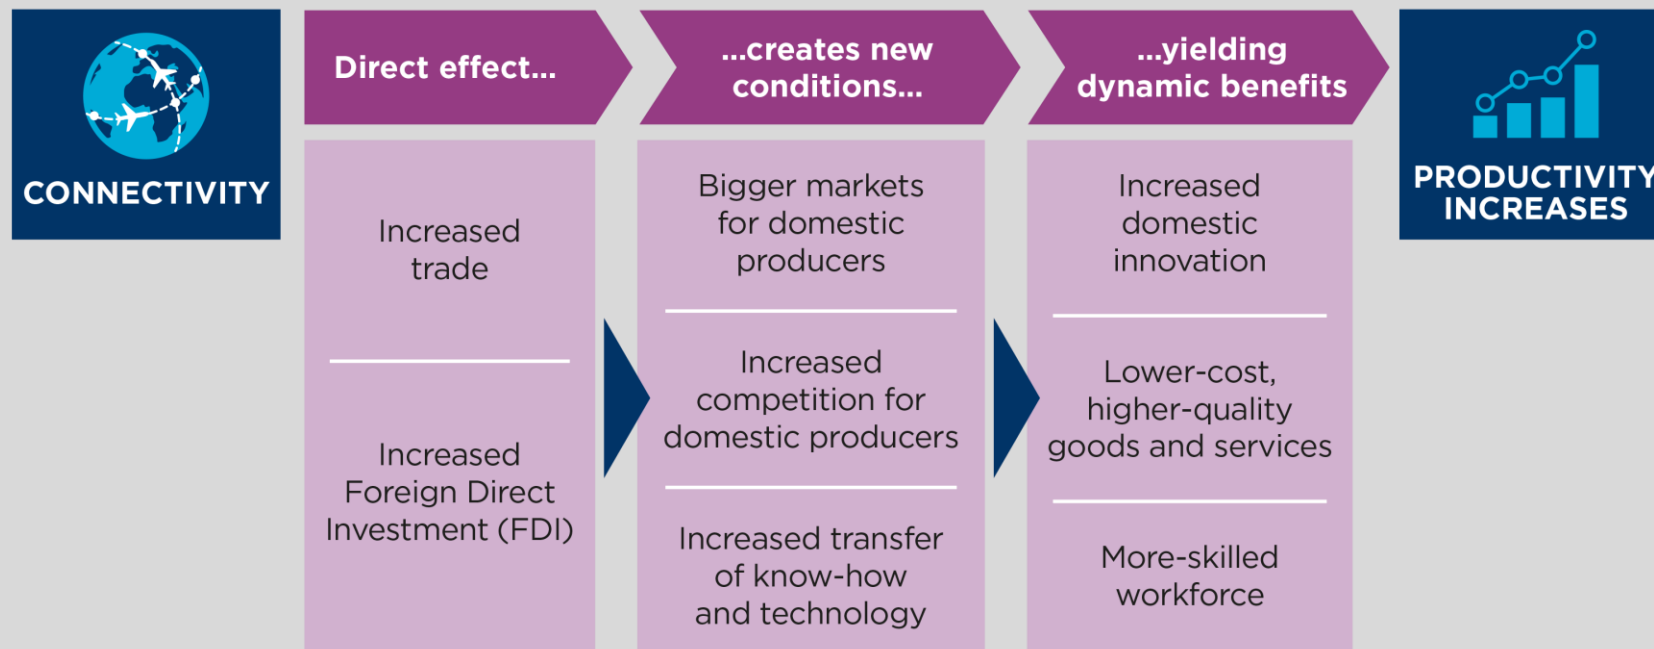 CONNECTIVITY
Direct effect...
Increased
trade
Increased
Foreign Direct
Investment (FDI)
...creates new
conditions...
Bigger markets
for domestic
producers
Increased
competition for
domestic producers
Increased transfer
of know-how
and technology
...yielding
dynamic benefits
Increased
domestic
innovation
Lower-cost,
higher-quality
goods and services
More-skilled
workforce
PRODUCTIVITY
INCREASES